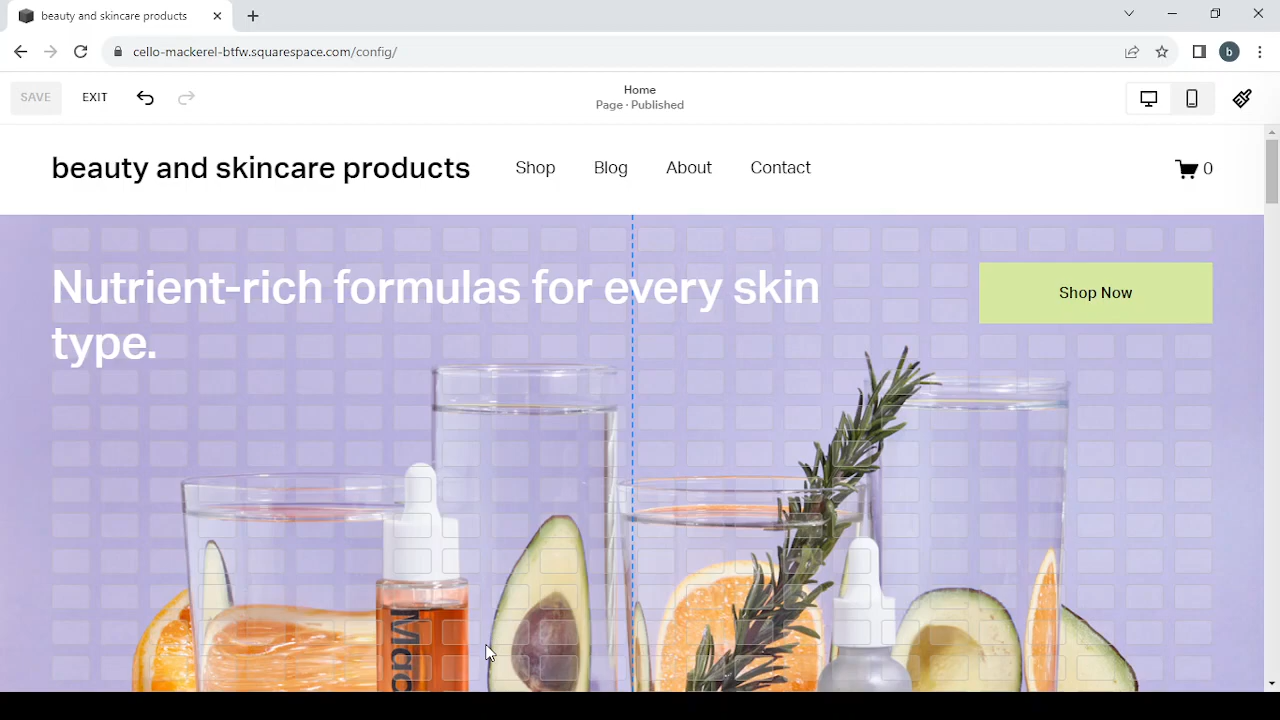 beauty and skincare products
cello-mackerel-btfw.squarespace.com/config/
b
SAVE
EXIT
Home
Page · Published
beauty and skincare products
Shop
Blog
About
Contact
0
Nutrient-rich formulas for every skin
type.
Shop Now
Mad